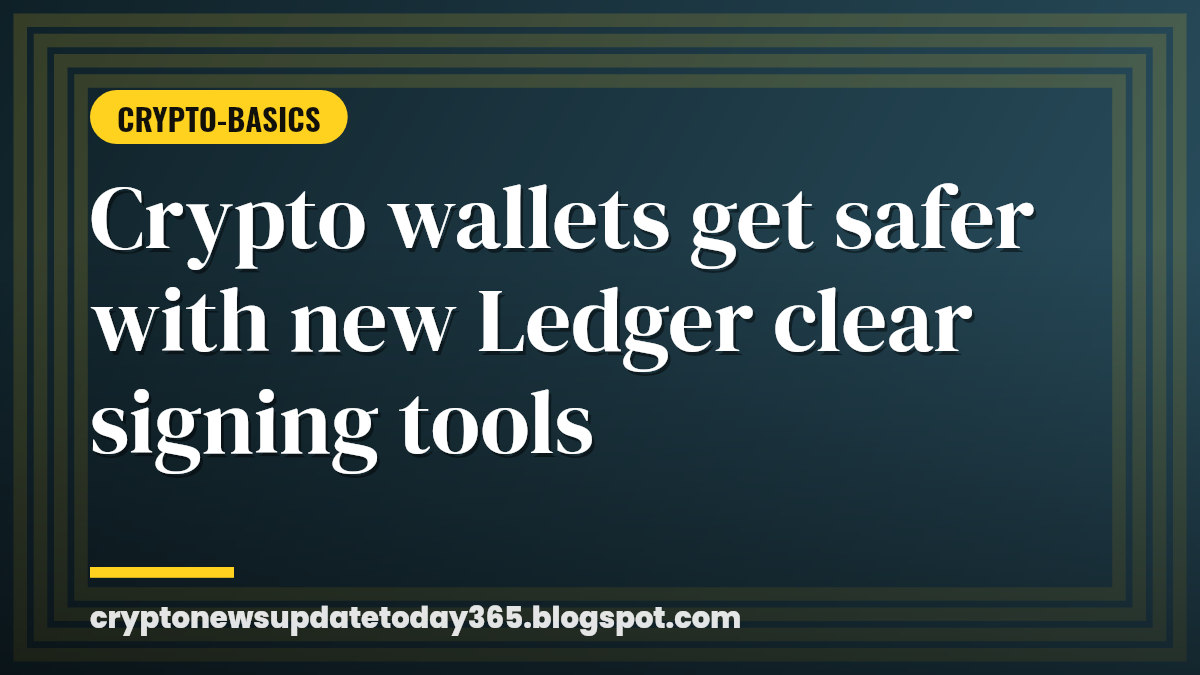 CRYPTO-BASICS
Crypto wallets get safer
with new Ledger clear
signing tools
cryptonewsupdatetoday365.blogspot.com